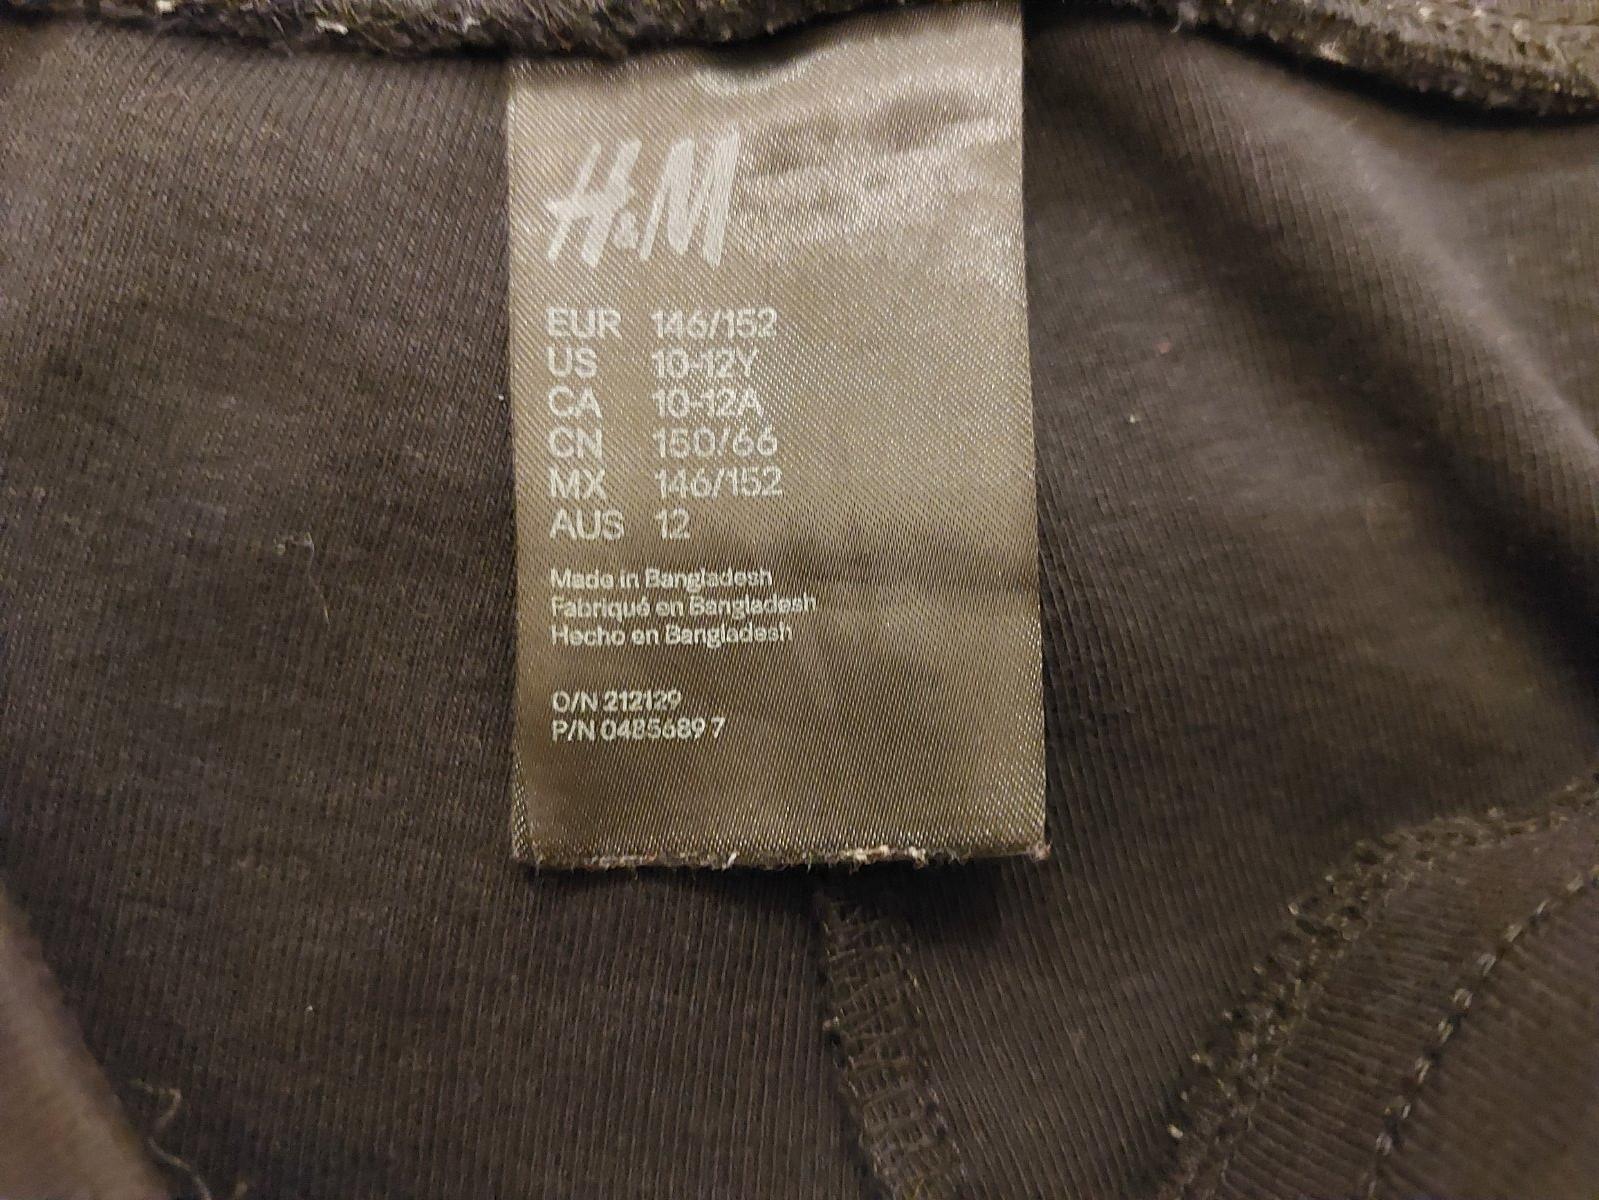 H&M
EUR 146/152
US 10-12Y
CA 10-12A
CN 150/66
MX 146/152
AUS 12
Made in Bangladesh
Fabriqué en Bangladesh
Hecho en Bangladesh
O/N 212129
P/N 0485689 7